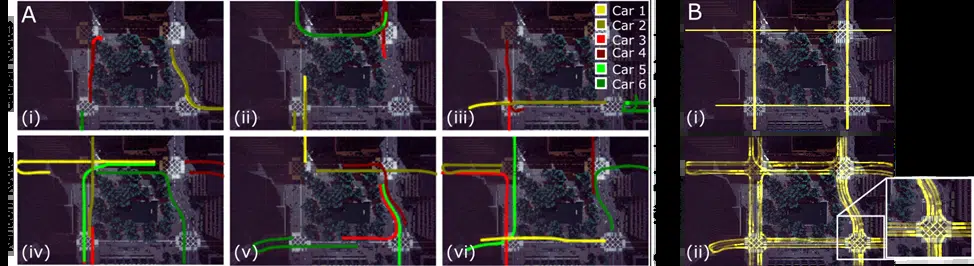 A
Car 1
Car 2
Car 3
Car 4
Car 5
Car 6
(i)
(ii)
(iii)
(iv)
(v)
(vi)
B
(i)
(ii)